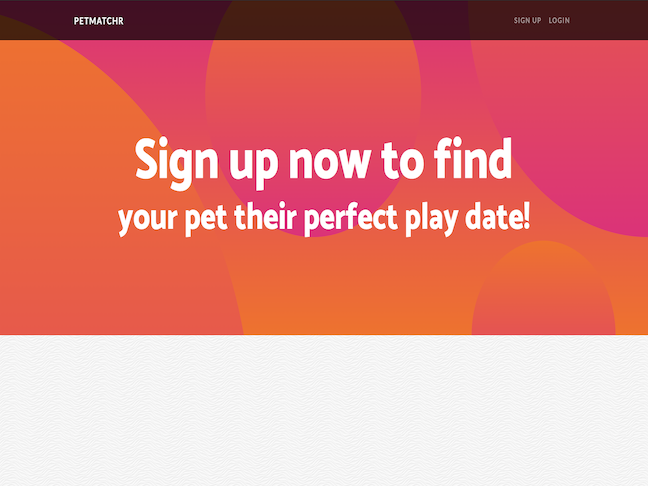 PETMATCHR
SIGN UP LOGIN
Sign up now to find
your pet their perfect play date!